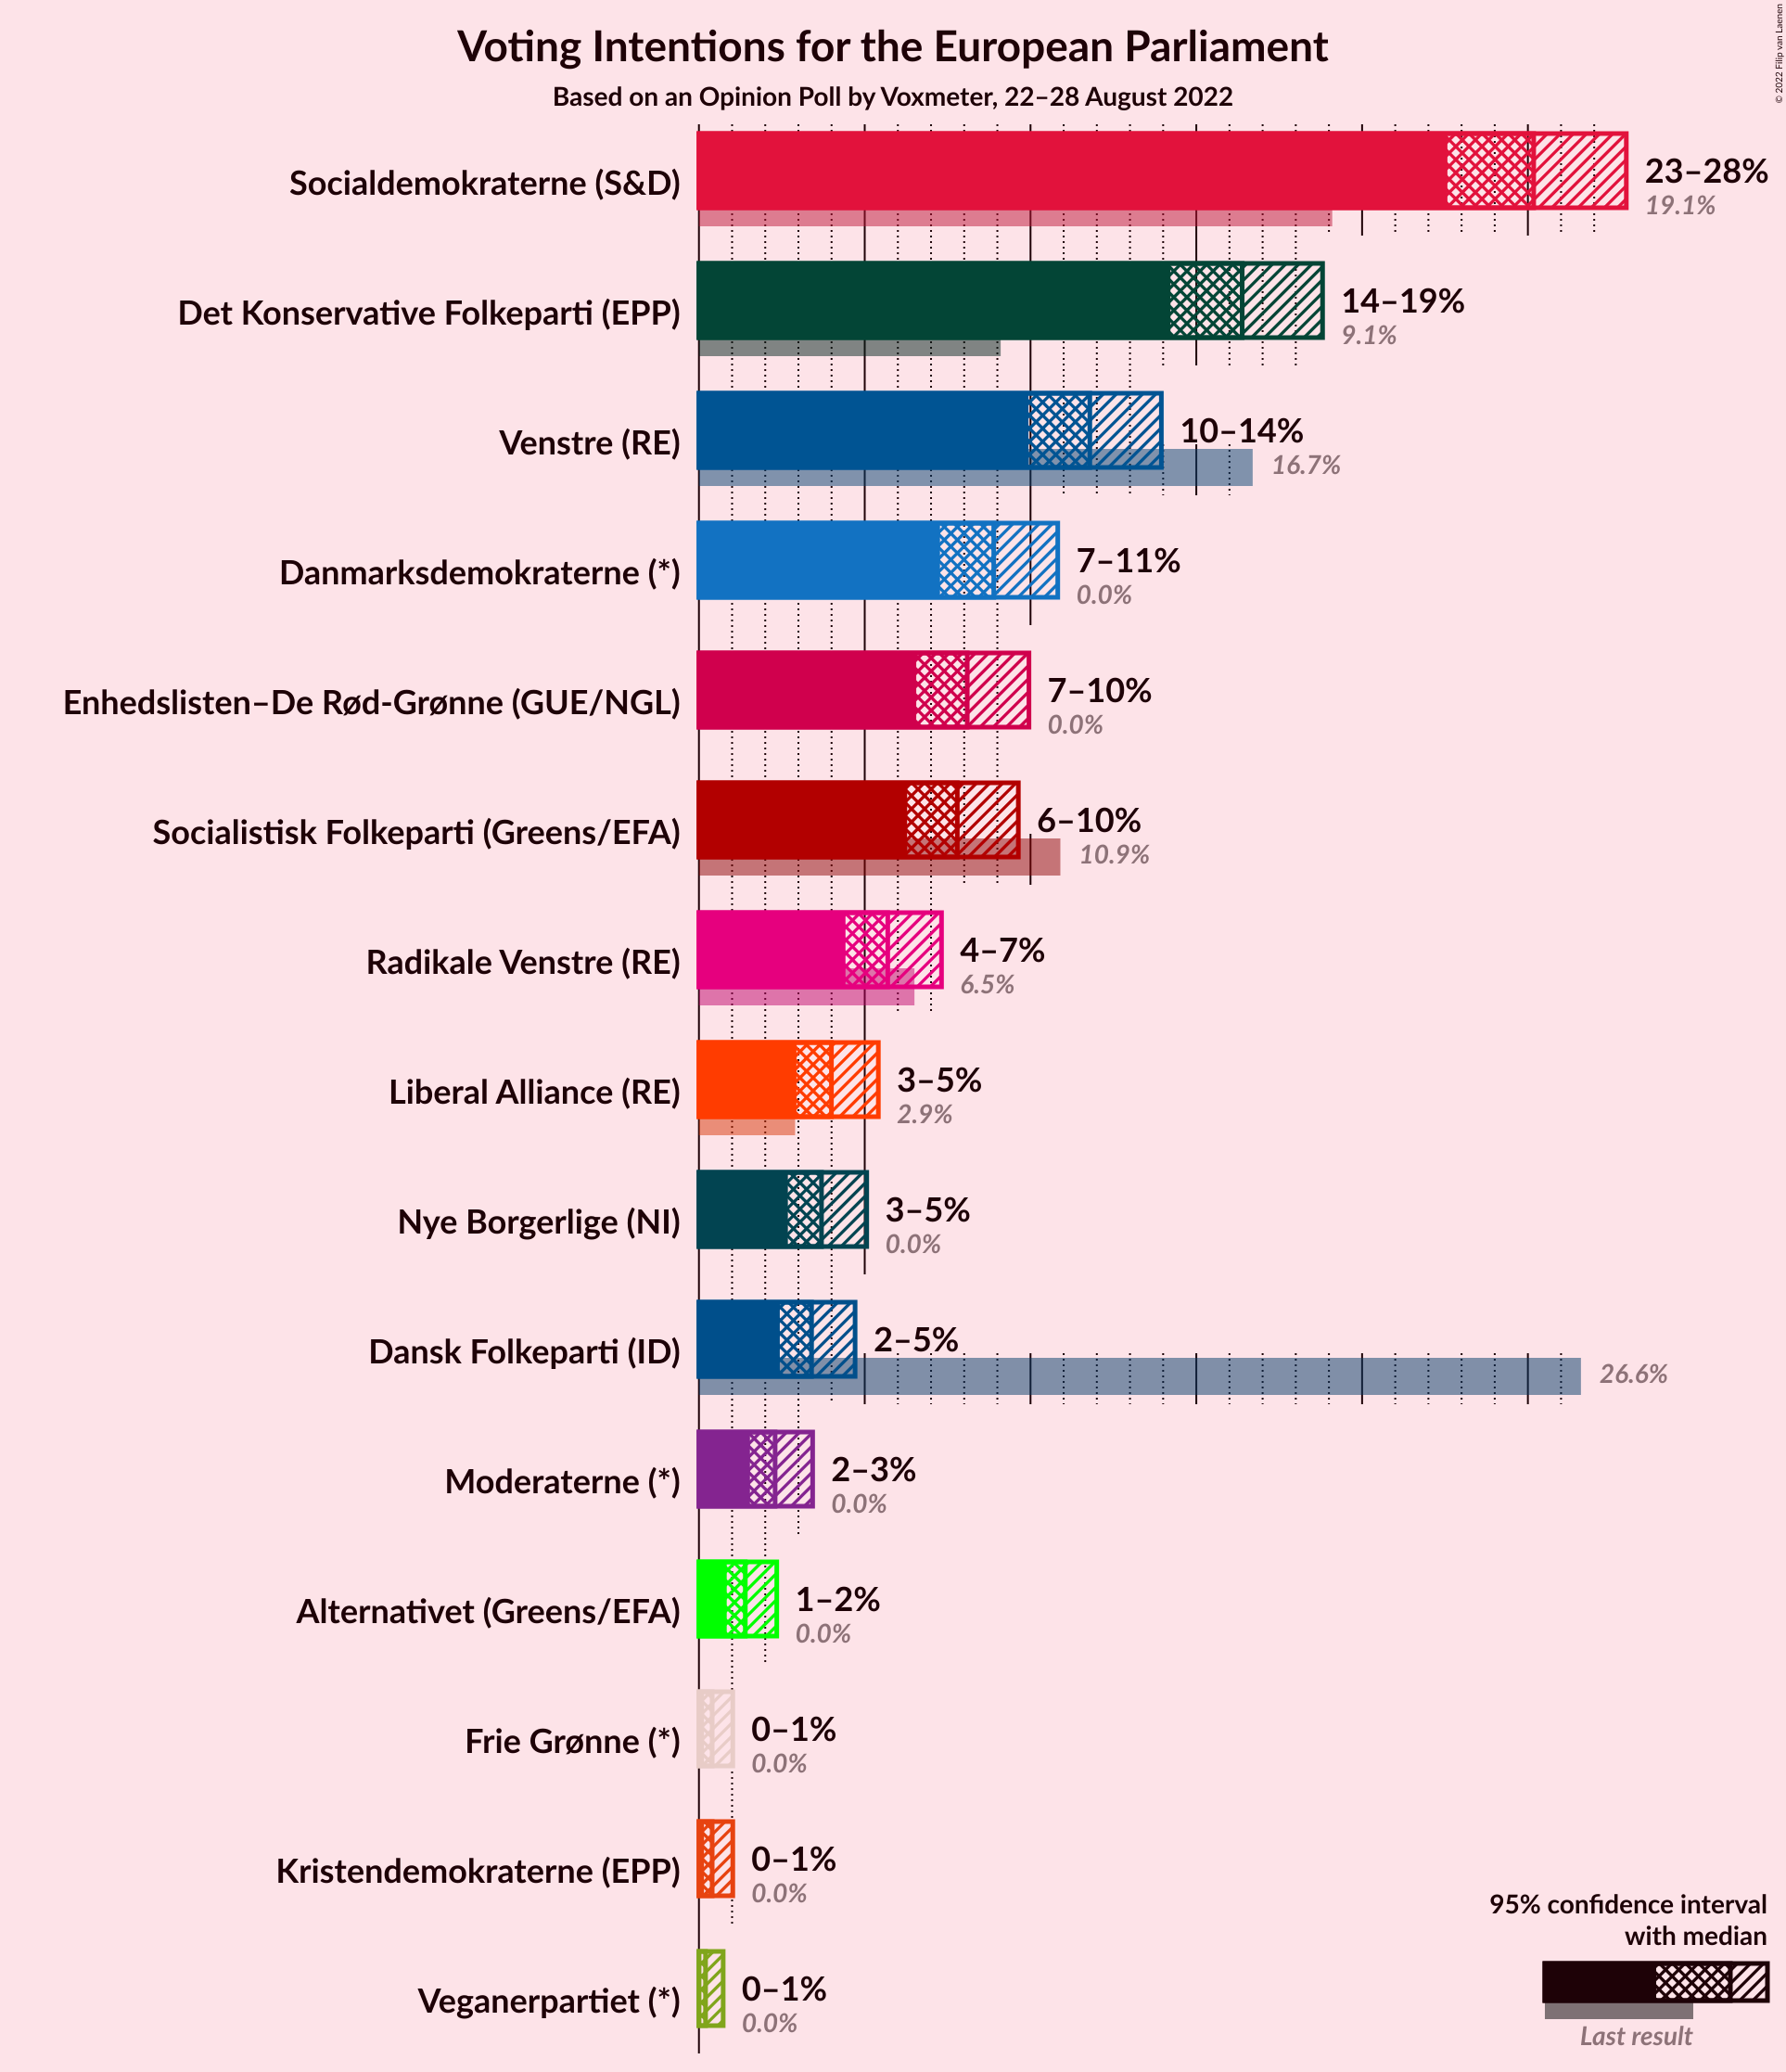 Voting Intentions for the European Parliament
Based on an Opinion Poll by Voxmeter, 22–28 August 2022
© 2022 Filip van Laenen
Socialdemokraterne (S&D)
23–28%
19.1%
Det Konservative Folkeparti (EPP)
14–19%
9.1%
Venstre (RE)
10–14%
16.7%
Danmarksdemokraterne (*)
7–11%
0.0%
Enhedslisten–De Rød-Grønne (GUE/NGL)
7–10%
0.0%
Socialistisk Folkeparti (Greens/EFA)
6–10%
10.9%
Radikale Venstre (RE)
4–7%
6.5%
Liberal Alliance (RE)
3–5%
2.9%
Nye Borgerlige (NI)
3–5%
0.0%
Dansk Folkeparti (ID)
2–5%
26.6%
Moderaterne (*)
2–3%
0.0%
Alternativet (Greens/EFA)
1–2%
0.0%
Frie Grønne (*)
0–1%
0.0%
Kristendemokraterne (EPP)
0–1%
0.0%
Veganerpartiet (*)
0–1%
0.0%
95% confidence interval
with median
Last result